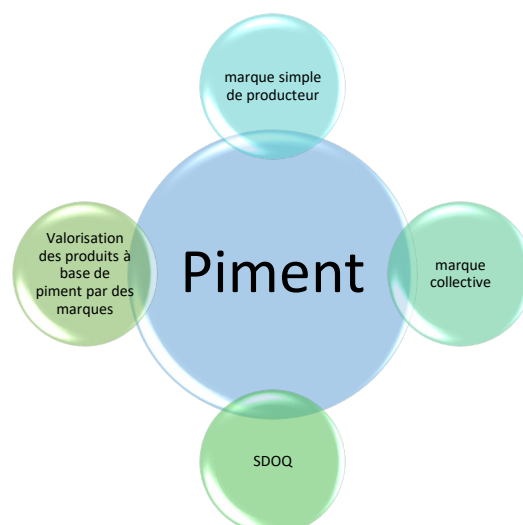 marque simple
de producteur
Valorisation
des produits à
base de
piment par des
marques
Piment
marque
collective
SDOQ